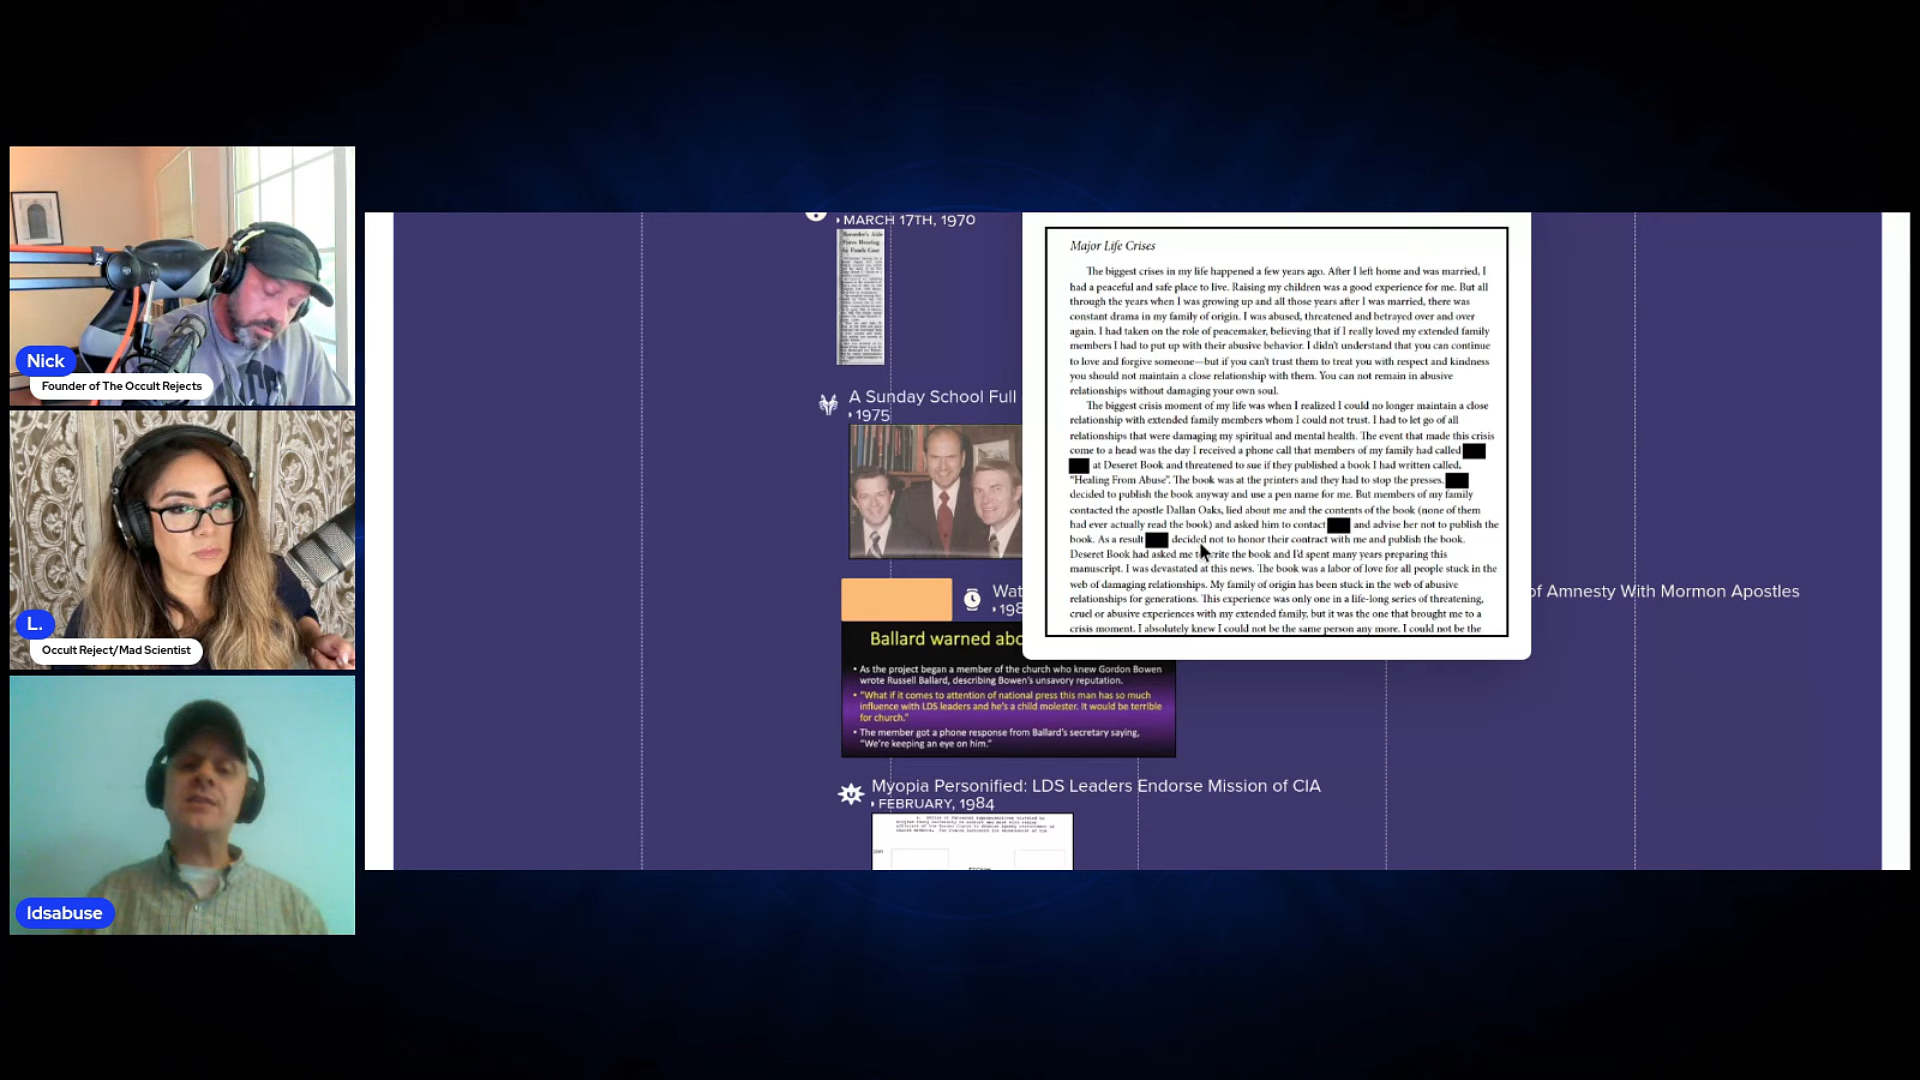 Nick
Founder of The Occult Rejects
L.
Occult Reject/Mad Scientist
ldsabuse
MARCH 17TH, 1970
A Sunday School Full
1975
Wat
198
of Amnesty With Mormon Apostles
Ballard warned abo
• As the project began a member of the church who knew Gordon Bowen
wrote Russell Ballard, describing Bowen's unsavory reputation.
• "What if it comes to attention of national press this man has so much
influence with LDS leaders and he's a child molester. It would be terrible
for church."
• The member got a phone response from Ballard's secretary saying,
"We're keeping an eye on him."
Myopia Personified: LDS Leaders Endorse Mission of CIA
FEBRUARY, 1984
Major Life Crises
The biggest crises in my life happened a few years ago. After I left home and was married, I
had a peaceful and safe place to live. Raising my children was a good experience for me. But all
through the years when I was growing up and all those years after I was married, there was
constant drama in my family of origin. I was abused, threatened and betrayed over and over
again. I had taken on the role of peacemaker, believing that if I really loved my extended family
members I had to put up with their abusive behavior. I didn't understand that you can continue
to love and forgive someone—but if you can't trust them to treat you with respect and kindness
you should not maintain a close relationship with them. You can not remain in abusive
relationships without damaging your own soul.
The biggest crisis moment of my life was when I realized I could no longer maintain a close
relationship with extended family members whom I could not trust. I had to let go of all
relationships that were damaging my spiritual and mental health. The event that made this crisis
come to a head was the day I received a phone call that members of my family had called
at Deseret Book and threatened to sue if they published a book I had written called,
"Healing From Abuse". The book was at the printers and they had to stop the presses.
decided to publish the book anyway and use a pen name for me. But members of my family
contacted the apostle Dallan Oaks, lied about me and the contents of the book (none of them
had ever actually read the book) and asked him to contact and advise her not to publish the
book. As a result decided not to honor their contract with me and publish the book.
Deseret Book had asked me to write the book and I'd spent many years preparing this
manuscript. I was devastated at this news. The book was a labor of love for all people stuck in the
web of damaging relationships. My family of origin has been stuck in the web of abusive
relationships for generations. This experience was only one in a life-long series of threatening,
cruel or abusive experiences with my extended family, but it was the one that brought me to a
crisis moment. I absolutely knew I could not be the same person any more. I could not be the